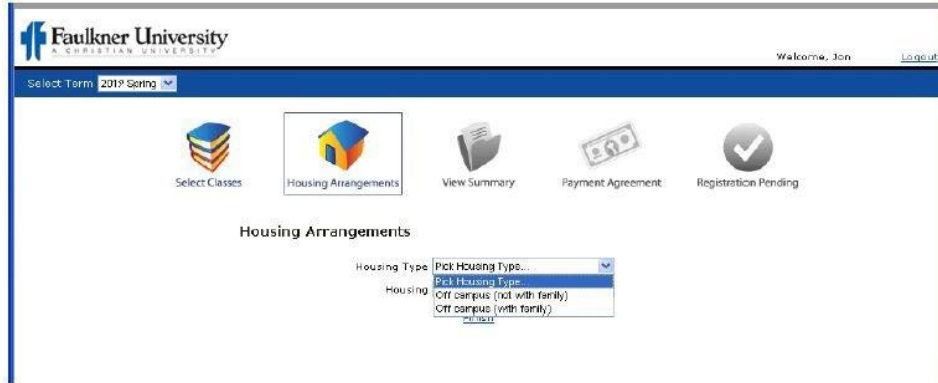 Faulkner University
A CHRISTIAN UNIVERSITY
Welcome, Jon Logout
Select Term 2019 Spring
Select Classes Housing Arrangements View Summary Payment Agreement Registration Pending
Housing Arrangements
Housing Type Pick Housing Type...
Pick Housing Type...
Housing Off campus (not with family)
Off campus (with family)